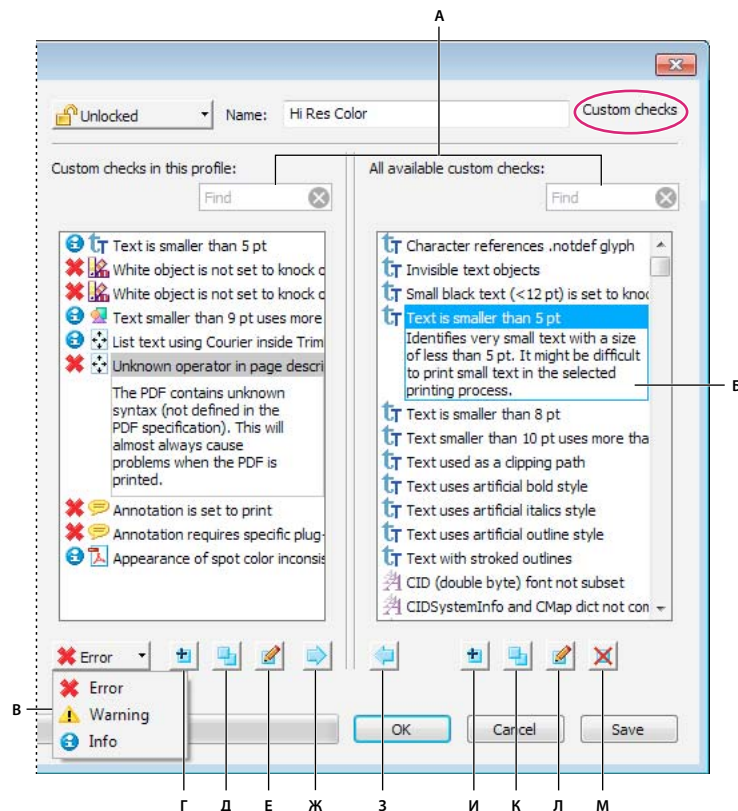 А
Unlocked
Name:
Hi Res Color
Custom checks
Custom checks in this profile:
Find
Text is smaller than 5 pt
White object is not set to knock o
White object is not set to knock o
Text smaller than 9 pt uses more
List text using Courier inside Trim
Unknown operator in page descri
The PDF contains unknown
syntax (not defined in the
PDF specification). This will
almost always cause
problems when the PDF is
printed.
Annotation is set to print
Annotation requires specific plug-
Appearance of spot color inconsis
All available custom checks:
Find
Character references .notdef glyph
Invisible text objects
Small black text (<12 pt) is set to knoc
Text is smaller than 5 pt
Identifies very small text with a size
of less than 5 pt. It might be difficult
to print small text in the selected
printing process.
Text is smaller than 8 pt
Text smaller than 10 pt uses more tha
Text used as a clipping path
Text uses artificial bold style
Text uses artificial italics style
Text uses artificial outline style
Text with stroked outlines
CID (double byte) font not subset
CIDSystemInfo and CMap dict not con
Error
Error
Warning
Info
В
OK
Cancel
Save
Г Д Е Ж З И К Л М